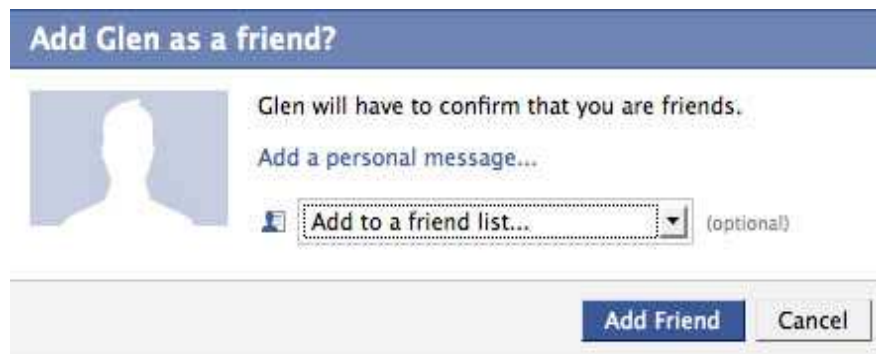 Add Glen as a friend?
Glen will have to confirm that you are friends.
Add a personal message...
Add to a friend list...
(optional)
Add Friend
Cancel